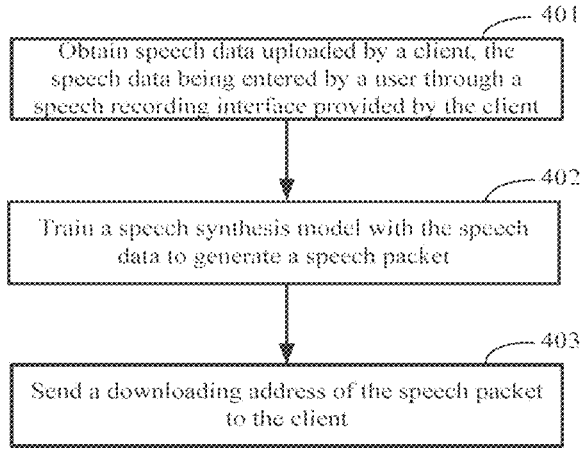 401
Obtain speech data uploaded by a client, the
speech data being entered by a user through a
speech recording interface provided by the client
402
Train a speech synthesis model with the speech
data to generate a speech packet
403
Send a downloading address of the speech packet
to the client